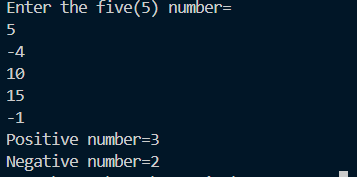 Enter the five(5) number=
5
-4
10
15
-1
Positive number=3
Negative number=2